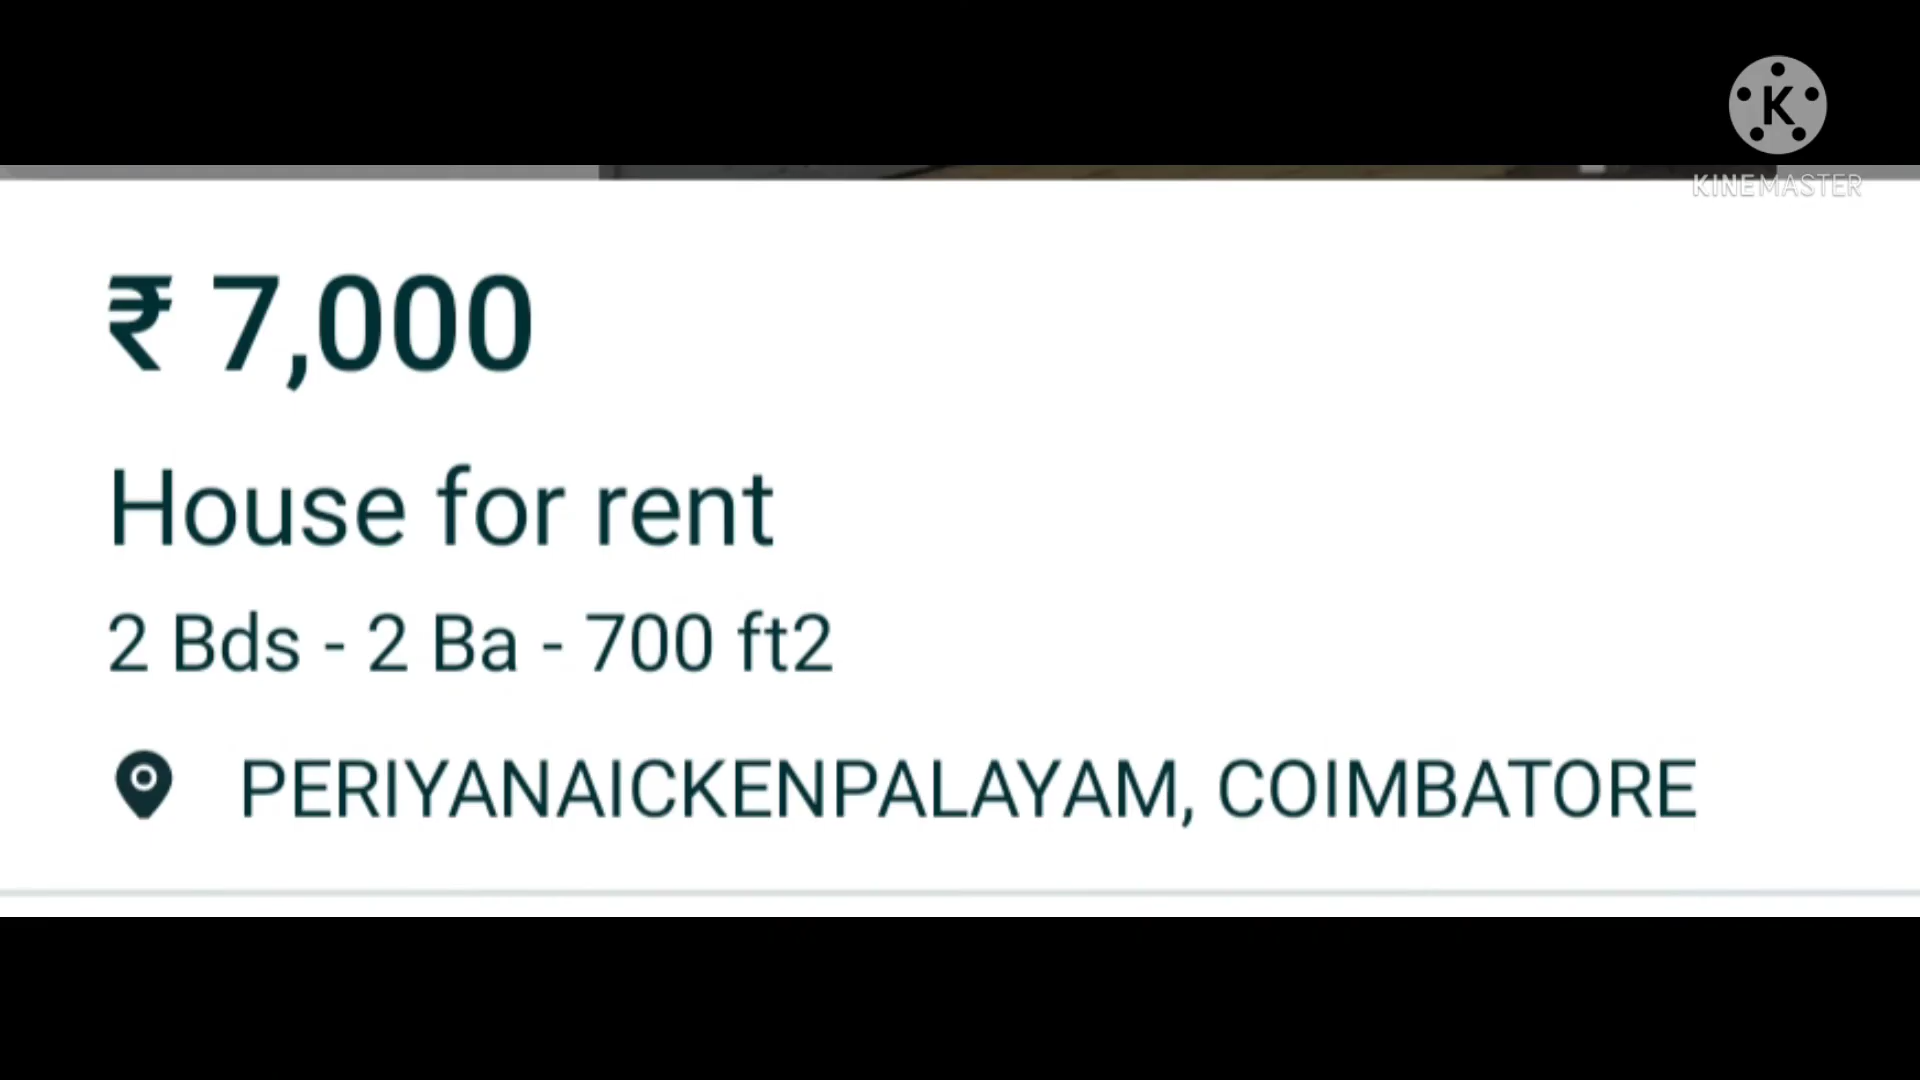 K
KINEMASTER
₹ 7,000
House for rent
2 Bds - 2 Ba - 700 ft2
PERIYANAICKENPALAYAM, COIMBATORE